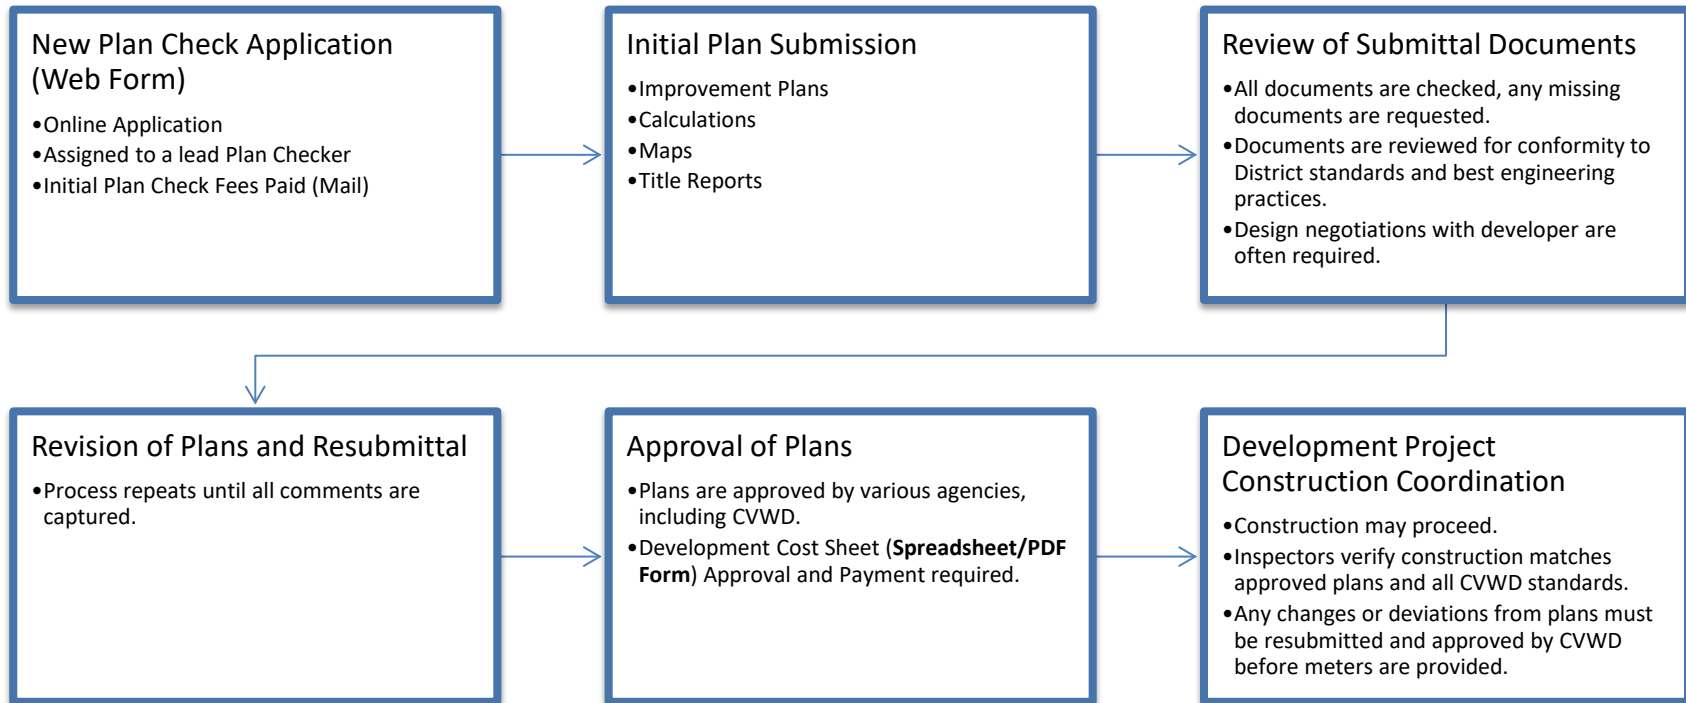 New Plan Check Application
(Web Form)
•Online Application
•Assigned to a lead Plan Checker
•Initial Plan Check Fees Paid (Mail)
Initial Plan Submission
•Improvement Plans
•Calculations
•Maps
•Title Reports
Review of Submittal Documents
•All documents are checked, any missing
documents are requested.
•Documents are reviewed for conformity to
District standards and best engineering
practices.
•Design negotiations with developer are
often required.
Revision of Plans and Resubmittal
•Process repeats until all comments are
captured.
Approval of Plans
•Plans are approved by various agencies,
including CVWD.
•Development Cost Sheet (Spreadsheet/PDF
Form) Approval and Payment required.
Development Project
Construction Coordination
•Construction may proceed.
•Inspectors verify construction matches
approved plans and all CVWD standards.
•Any changes or deviations from plans must
be resubmitted and approved by CVWD
before meters are provided.